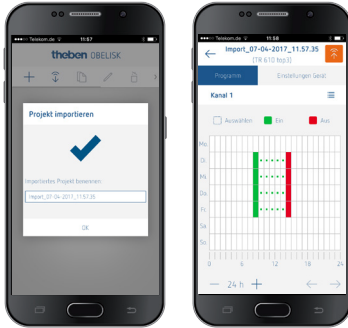 Telekom.de 11:57
theben OBELISK
Projekt importieren
Importiertes Projekt benennen:
Import_07-04-2017_11.57.35
OK
Telekom.de 11:58
Import_07-04-2017_11.57.35
(TR 610 top3)
Programm Einstellungen Gerät
Kanal 1
Auswählen Ein Aus
Mo.
Di.
Mi.
Do.
Fr.
Sa.
So.
0 6 12 18 24
24 h